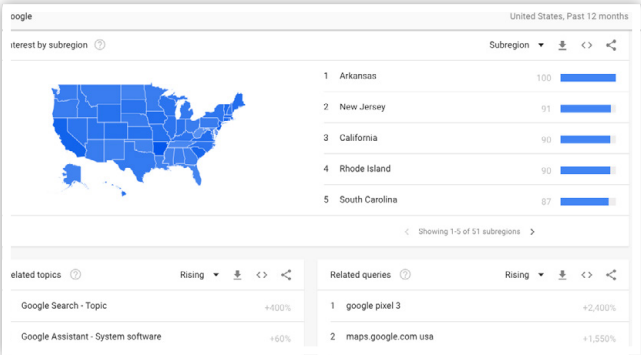 oogle United States, Past 12 months
nterest by subregion Subregion
1 Arkansas 100
2 New Jersey 91
3 California 90
4 Rhode Island 90
5 South Carolina 87
Showing 1-5 of 51 subregions
elated topics Rising
Related queries Rising
Google Search - Topic +400%
1 google pixel 3 +2,400%
Google Assistant - System software +60%
2 maps.google.com usa +1,550%